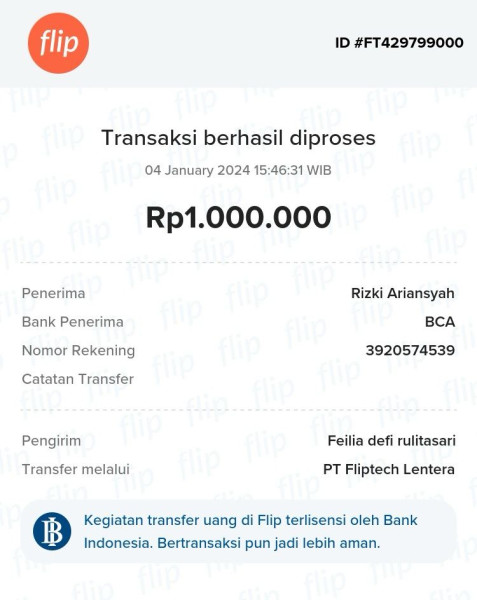 flip
ID #FT429799000
Transaksi berhasil diproses
04 January 2024 15:46:31 WIB
Rp1.000.000
Penerima Rizki Ariansyah
Bank Penerima BCA
Nomor Rekening 3920574539
Catatan Transfer
Pengirim Feilia defi rulitasari
Transfer melalui PT Fliptech Lentera
Kegiatan transfer uang di Flip terlisensi oleh Bank
Indonesia. Bertransaksi pun jadi lebih aman.